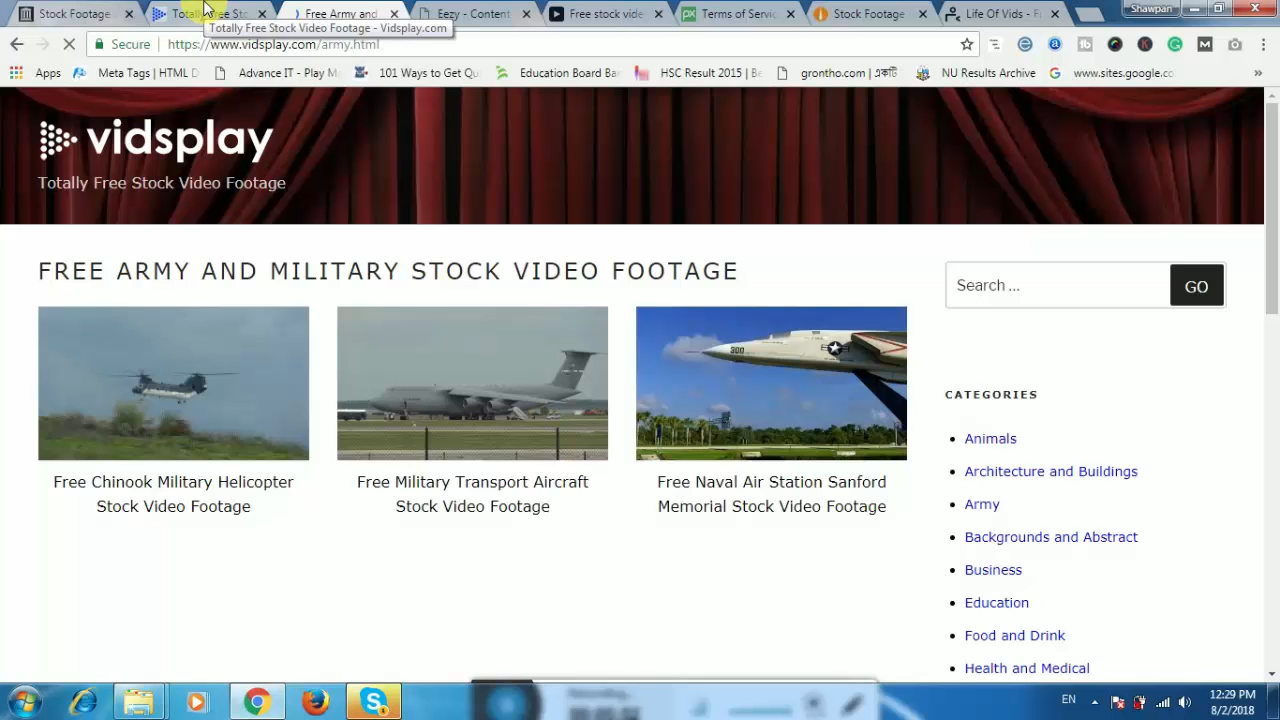 Stock Footage
Totally Free Sto
Free Army and
Eezy - Content
Free stock vide
Terms of Servic
Stock Footage
Life Of Vids - F
Shawpan
Totally Free Stock Video Footage - Vidsplay.com
Secure
https://www.vidsplay.com/army.html
Apps
Meta Tags | HTML D
Advance IT - Play M
101 Ways to Get Qu
Education Board Ba
HSC Result 2015 | Be
grontho.com |
NU Results Archive
www.sites.google.co
»
vidsplay
Totally Free Stock Video Footage
FREE ARMY AND MILITARY STOCK VIDEO FOOTAGE
Search ...
GO
300
Free Chinook Military Helicopter
Stock Video Footage
Free Military Transport Aircraft
Stock Video Footage
Free Naval Air Station Sanford
Memorial Stock Video Footage
CATEGORIES
Animals
Architecture and Buildings
Army
Backgrounds and Abstract
Business
Education
Food and Drink
Health and Medical
EN
12:29 PM
8/2/2018